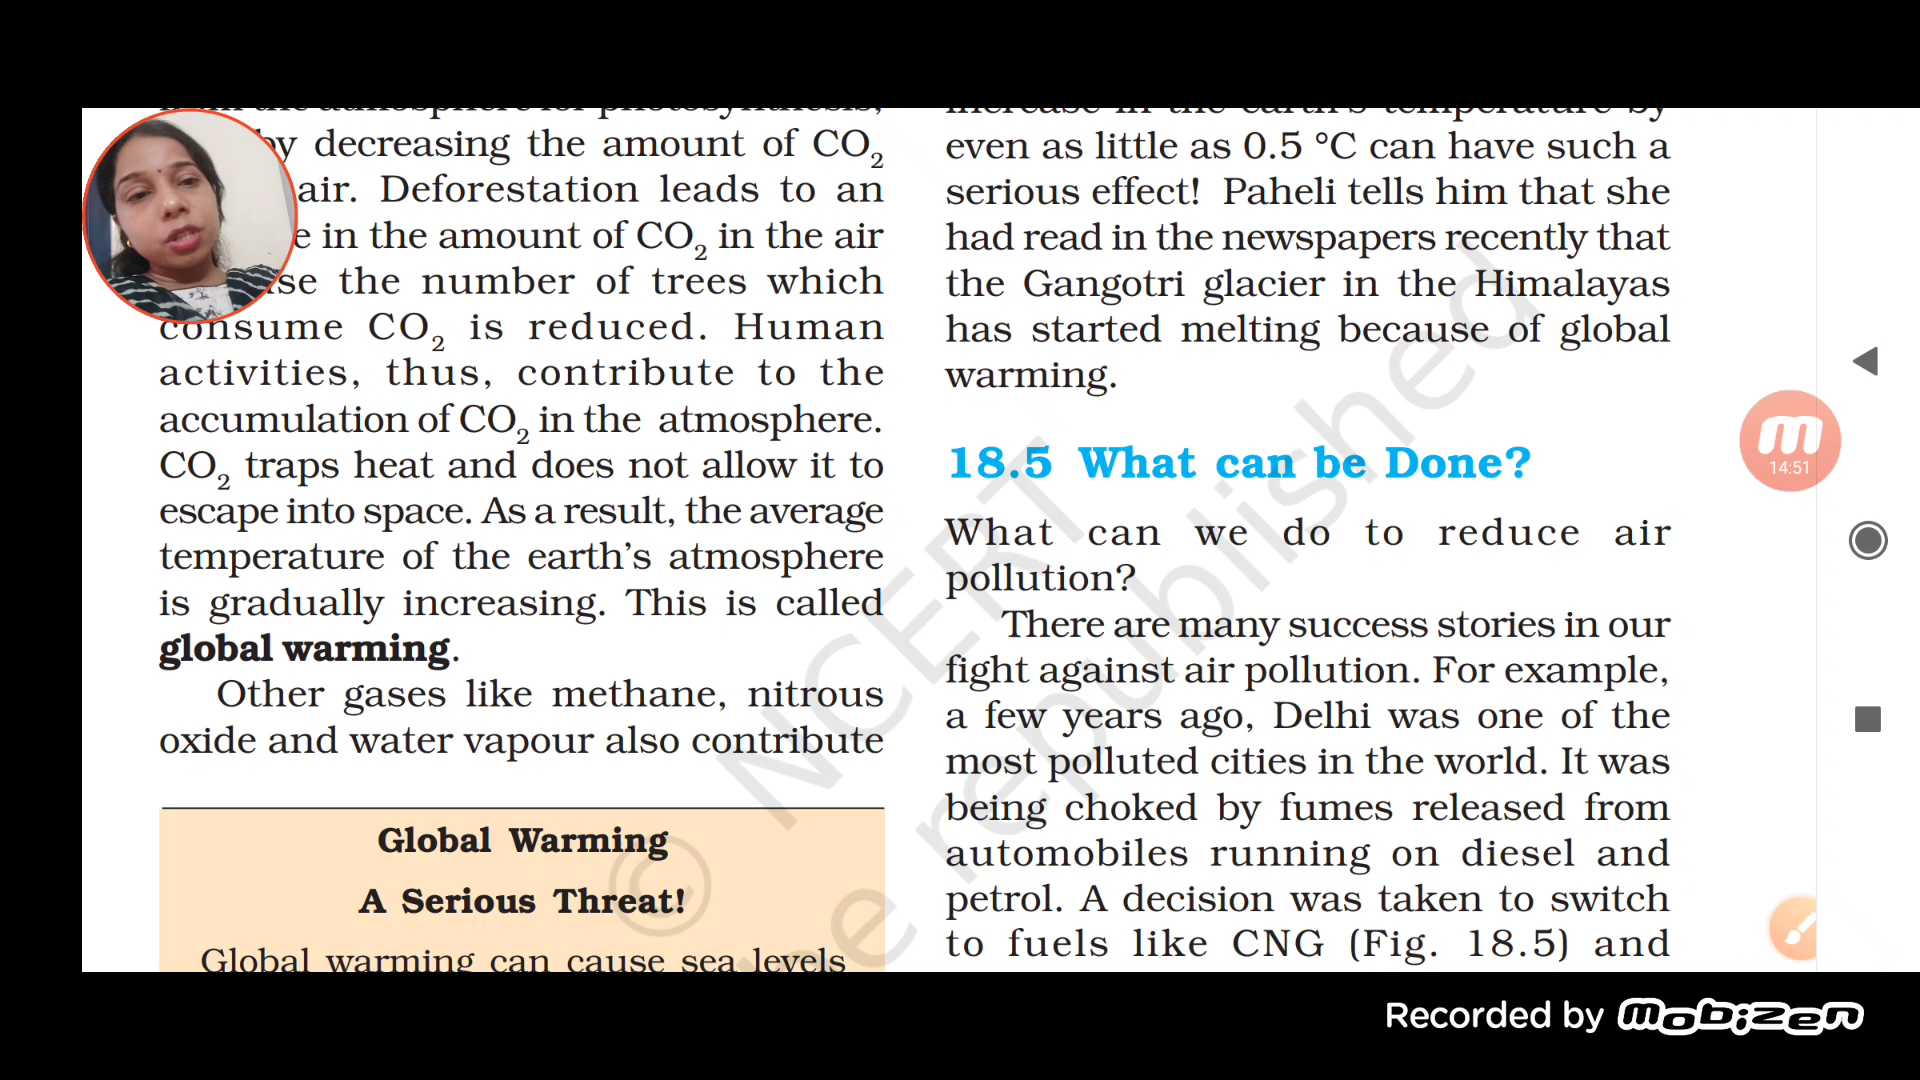 by decreasing the amount of CO2
air. Deforestation leads to an
in the amount of CO2 in the air
the number of trees which
consume CO2 is reduced. Human
activities, thus, contribute to the
accumulation of CO2 in the atmosphere.
CO2 traps heat and does not allow it to
escape into space. As a result, the average
temperature of the earth's atmosphere
is gradually increasing. This is called
global warming.
Other gases like methane, nitrous
oxide and water vapour also contribute
Global Warming
A Serious Threat!
Global warming can cause sea levels
increase in the earth's temperature by
even as little as 0.5 °C can have such a
serious effect! Paheli tells him that she
had read in the newspapers recently that
the Gangotri glacier in the Himalayas
has started melting because of global
warming.
18.5 What can be Done?
What can we do to reduce air
pollution?
There are many success stories in our
fight against air pollution. For example,
a few years ago, Delhi was one of the
most polluted cities in the world. It was
being choked by fumes released from
automobiles running on diesel and
petrol. A decision was taken to switch
to fuels like CNG (Fig. 18.5) and
© NCERT
republished
14:51
Recorded by mobizen